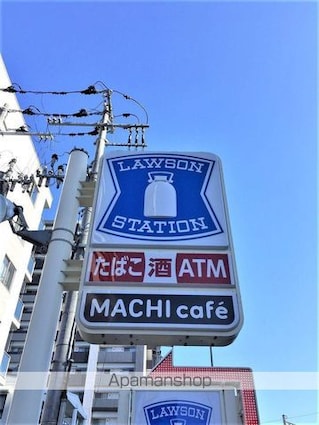 LAWSON
STATION
たばこ 酒 ATM
MACHI café
Apamanshop
LAWSON